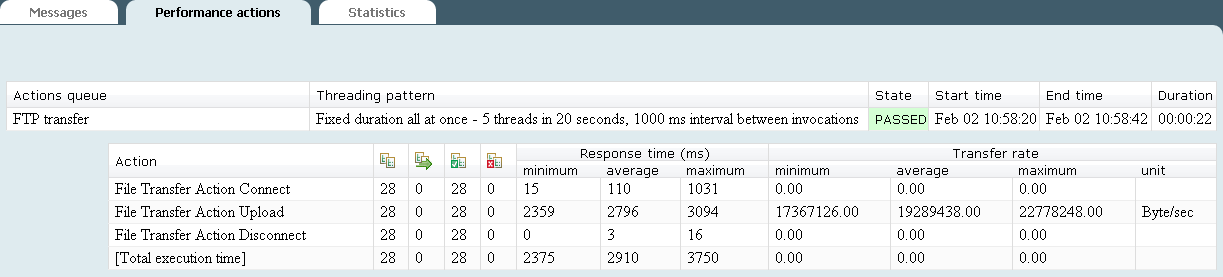 Messages Performance actions Statistics
Actions queue Threading pattern State Start time End time Duration
FTP transfer Fixed duration all at once - 5 threads in 20 seconds, 1000 ms interval between invocations PASSED Feb 02 10:58:20 Feb 02 10:58:42 00:00:22
Action Response time (ms) Transfer rate
minimum average maximum minimum average maximum unit
File Transfer Action Connect 28 0 28 0 15 110 1031 0.00 0.00 0.00
File Transfer Action Upload 28 0 28 0 2359 2796 3094 17367126.00 19289438.00 22778248.00 Byte/sec
File Transfer Action Disconnect 28 0 28 0 0 3 16 0.00 0.00 0.00
[Total execution time] 28 0 28 0 2375 2910 3750 0.00 0.00 0.00